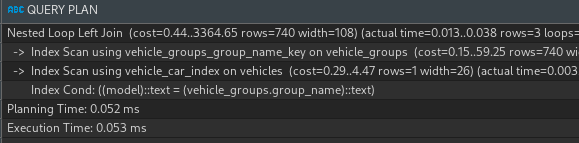 ABC QUERY PLAN
Nested Loop Left Join (cost=0.44..3364.65 rows=740 width=108) (actual time=0.013..0.038 rows=3 loops=
-> Index Scan using vehicle_groups_group_name_key on vehicle_groups (cost=0.15..59.25 rows=740 wi
-> Index Scan using vehicle_car_index on vehicles (cost=0.29..4.47 rows=1 width=26) (actual time=0.003
Index Cond: ((model)::text = (vehicle_groups.group_name)::text)
Planning Time: 0.052 ms
Execution Time: 0.053 ms